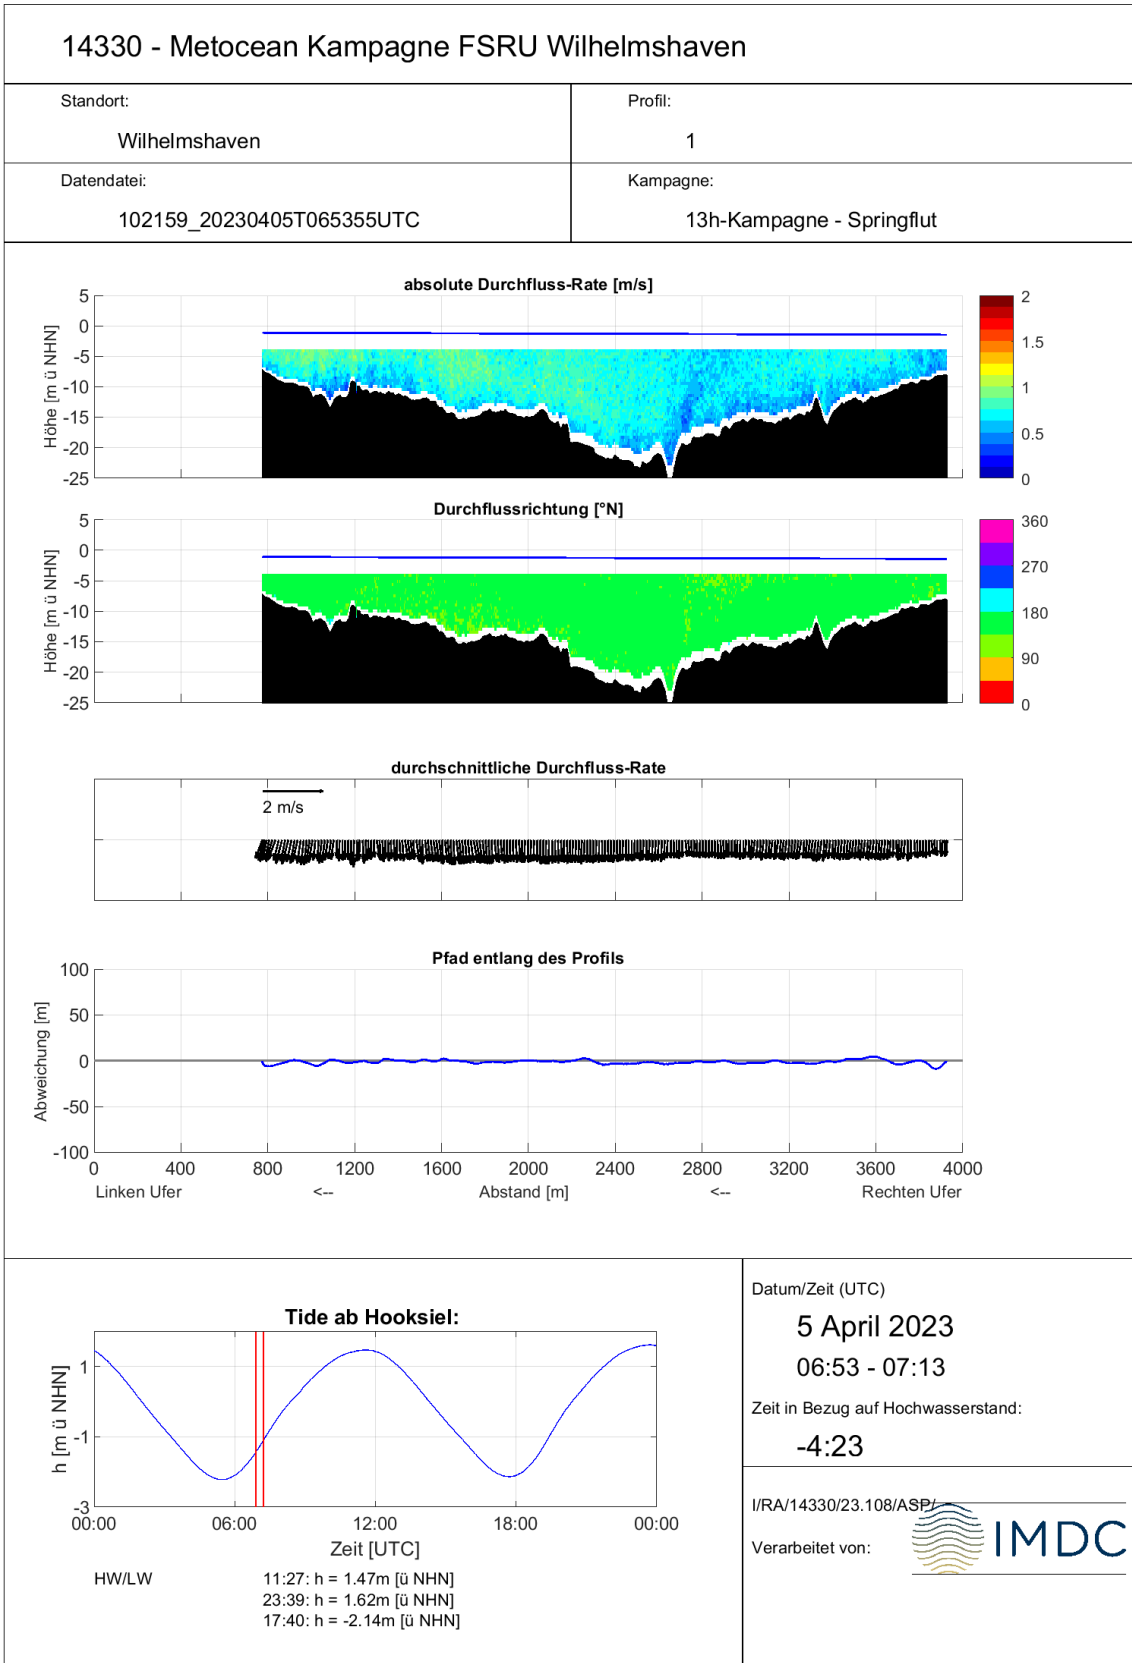 14330 - Metocean Kampagne FSRU Wilhelmshaven
Standort:
Wilhelmshaven
Profil:
1
Datendatei:
102159_20230405T065355UTC
Kampagne:
13h-Kampagne - Springflut
absolute Durchfluss-Rate [m/s]
Höhe [m ü NHN]
5
0
-5
-10
-15
-20
-25
2
1.5
1
0.5
0
Durchflussrichtung [°N]
Höhe [m ü NHN]
5
0
-5
-10
-15
-20
-25
360
270
180
90
0
durchschnittliche Durchfluss-Rate
2 m/s
Pfad entlang des Profils
Abweichung [m]
100
50
0
-50
-100
0 400 800 1200 1600 2000 2400 2800 3200 3600 4000
Linken Ufer <-- Abstand [m] <-- Rechten Ufer
Tide ab Hooksiel:
h [m ü NHN]
1
-1
-3
00:00 06:00 12:00 18:00 00:00
Zeit [UTC]
HW/LW
11:27: h = 1.47m [ü NHN]
23:39: h = 1.62m [ü NHN]
17:40: h = -2.14m [ü NHN]
Datum/Zeit (UTC)
5 April 2023
06:53 - 07:13
Zeit in Bezug auf Hochwasserstand:
-4:23
I/RA/14330/23.108/ASP/
Verarbeitet von:
IMDC